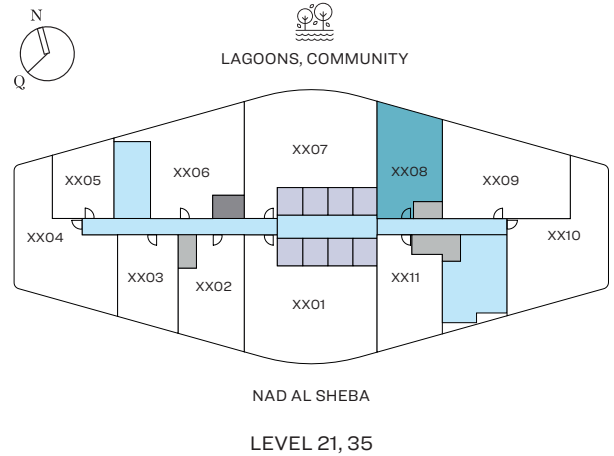 N
Q
LAGOONS, COMMUNITY
XX07
XX08
XX06
XX05
XX09
XX04
XX10
XX03
XX02
XX01
XX11
NAD AL SHEBA
LEVEL 21, 35